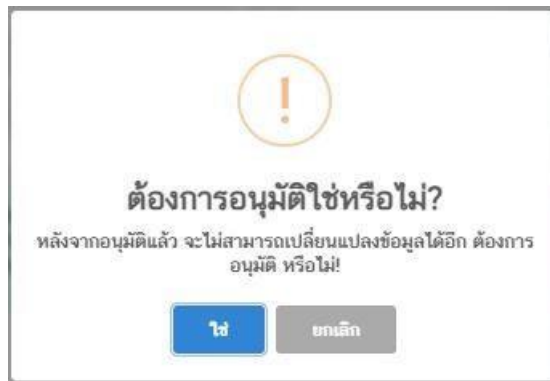 !
ต้องการอนุมัติใช่หรือไม่?
หลังจากอนุมัติแล้ว จะไม่สามารถเปลี่ยนแปลงข้อมูลได้อีก ต้องการ
อนุมัติ หรือไม่!
ใช่
ยกเลิก